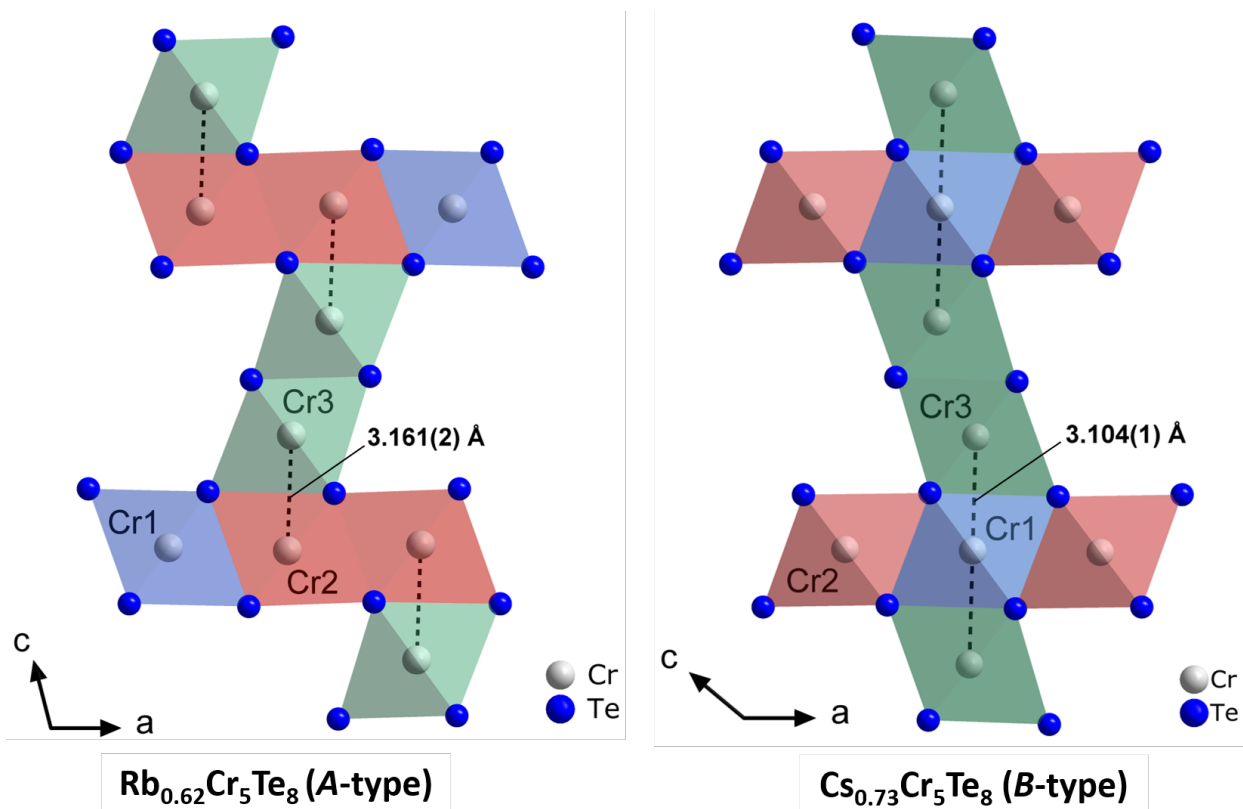 Cr3
3.161(2) Å
Cr1
Cr2
c
a
Cr
Te
Rb0.62Cr5Te8 (A-type)
Cr3
3.104(1) Å
Cr1
Cr2
c
a
Cr
Te
Cs0.73Cr5Te8 (B-type)